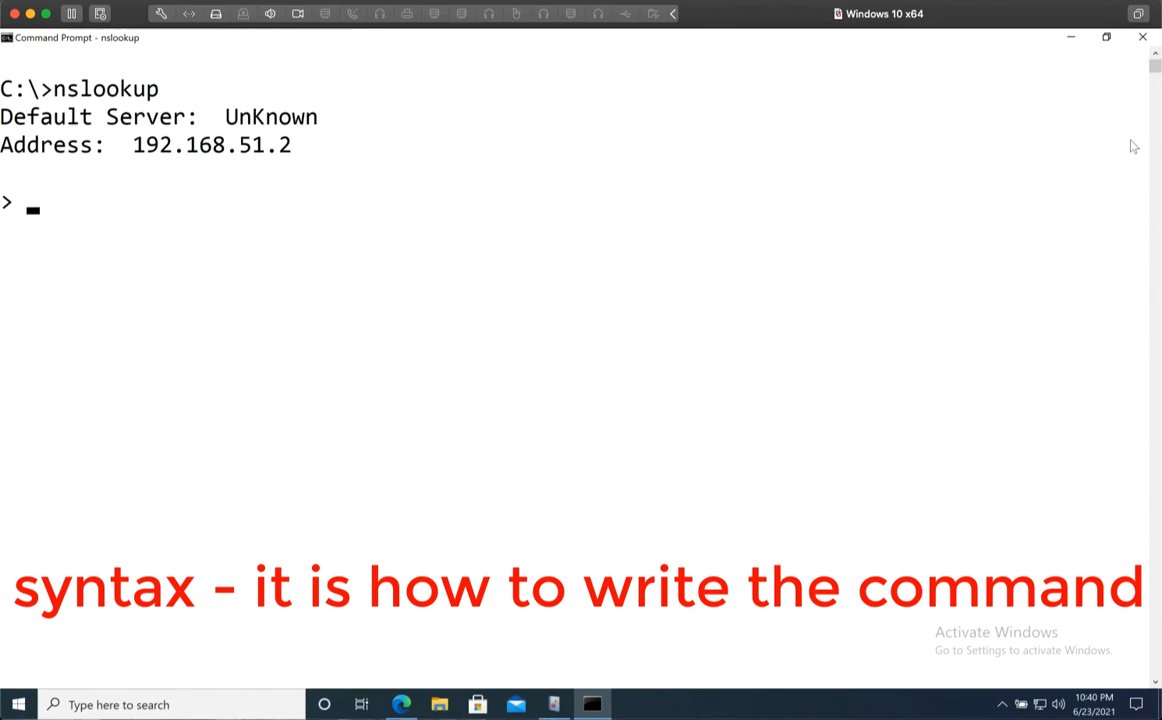 Windows 10 x64
Command Prompt - nslookup
C:\>nslookup
Default Server:  UnKnown
Address:  192.168.51.2
>
syntax - it is how to write the command
Activate Windows
Go to Settings to activate Windows.
Type here to search
10:40 PM
6/23/2021